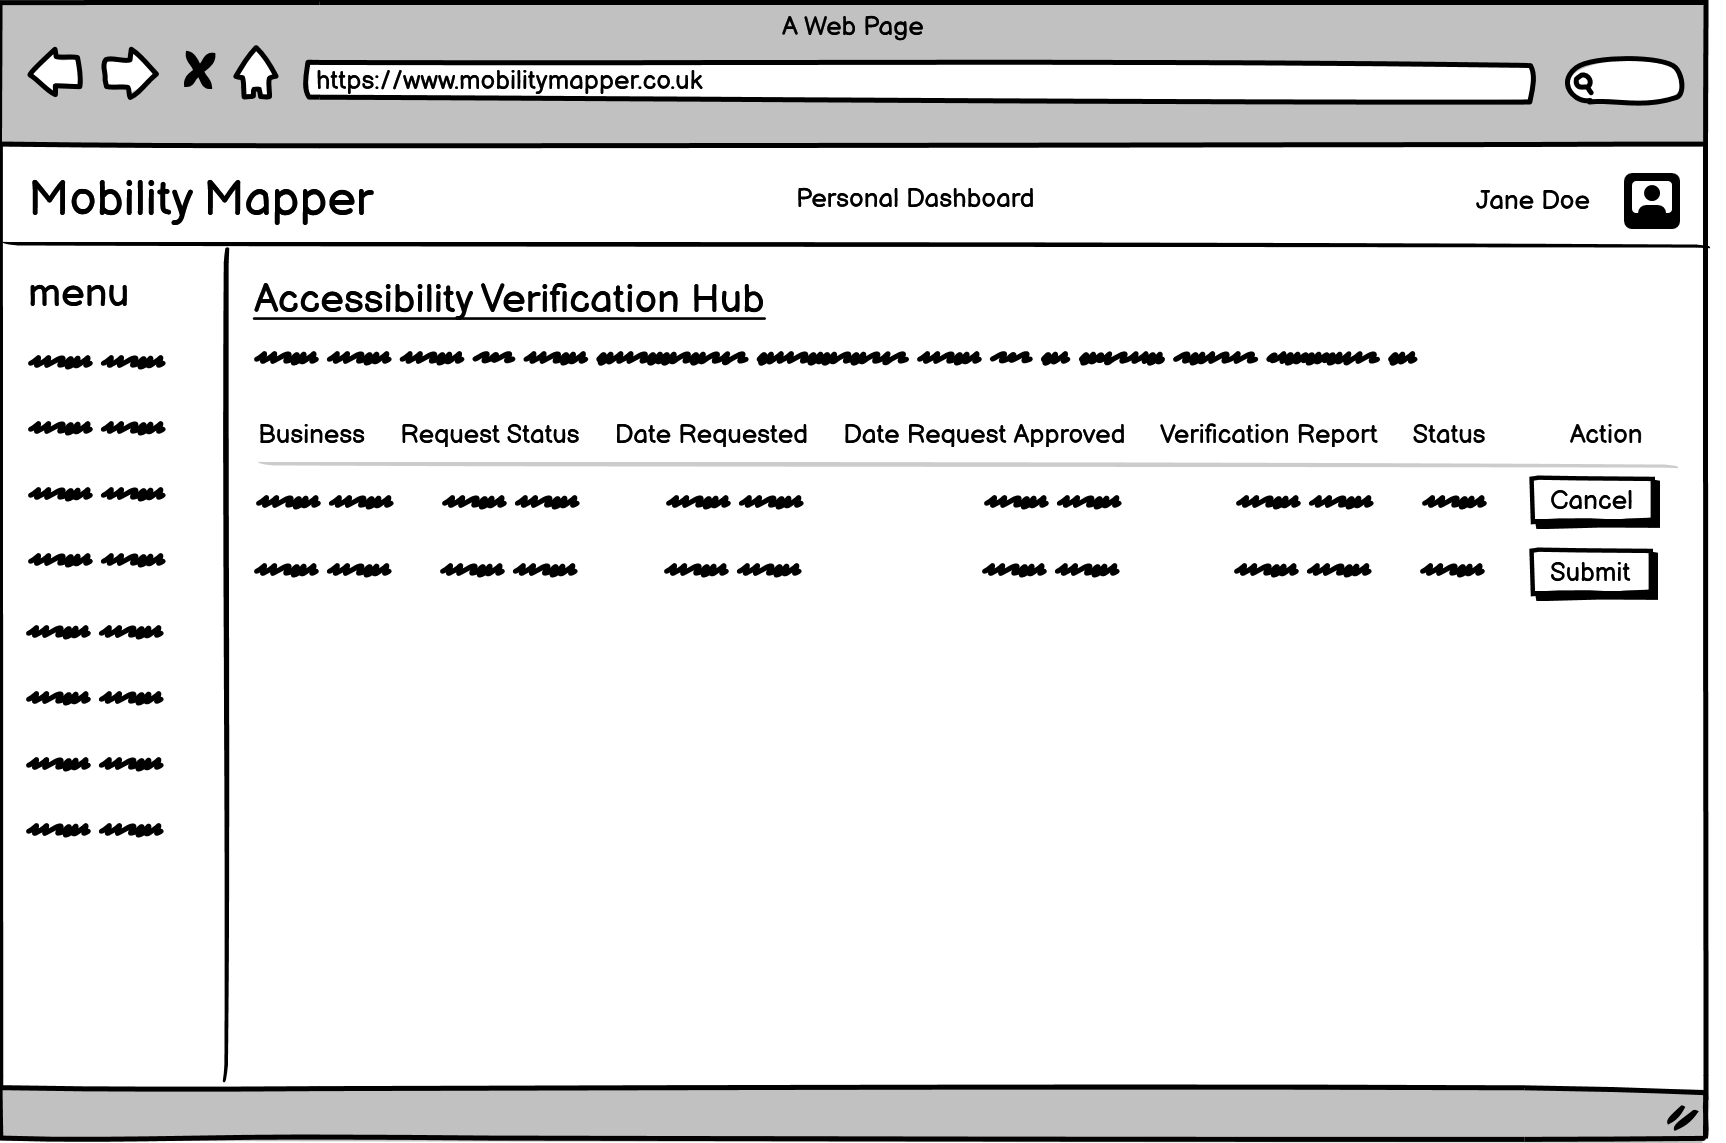 A Web Page
https://www.mobilitymapper.co.uk
Mobility Mapper
Personal Dashboard
Jane Doe
menu
Accessibility Verification Hub
Business Request Status Date Requested Date Request Approved Verification Report Status Action
Cancel
Submit